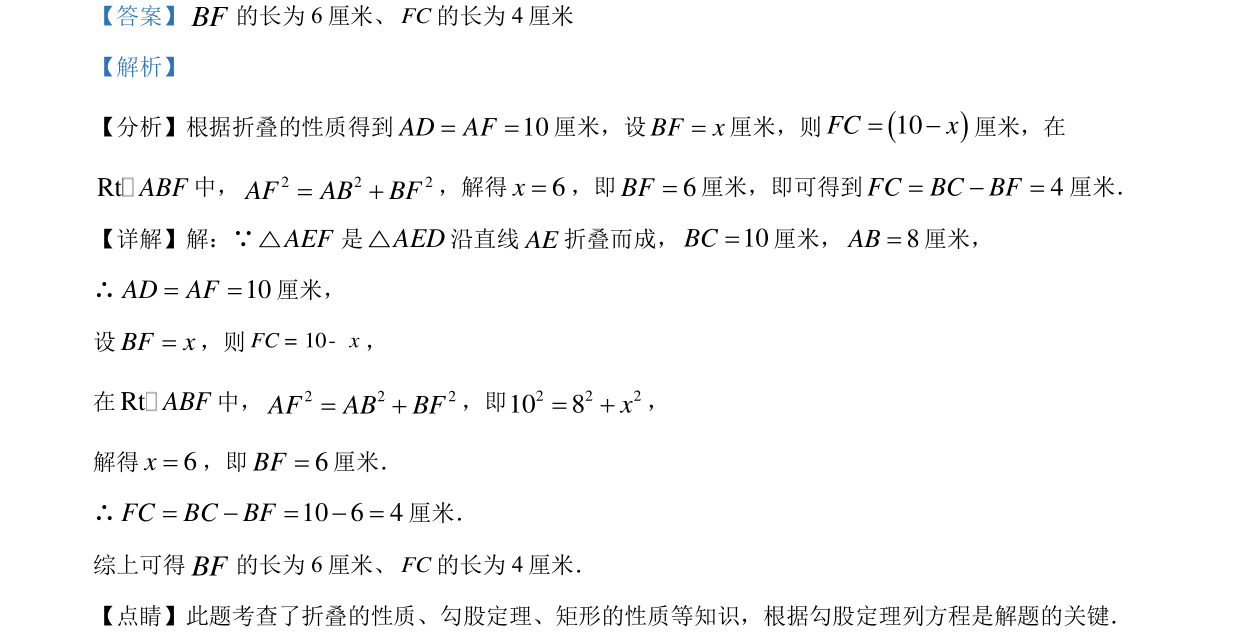 【答案】BF 的长为 6 厘米、FC 的长为 4 厘米
【解析】
【分析】根据折叠的性质得到 AD = AF = 10 厘米，设 BF = x 厘米，则 FC = (10 − x) 厘米，在
Rt□ ABF 中， AF² = AB² + BF²，解得 x = 6，即 BF = 6 厘米，即可得到 FC = BC − BF = 4 厘米．
【详解】解：∵ △AEF 是 △AED 沿直线 AE 折叠而成， BC = 10 厘米， AB = 8 厘米，
∴ AD = AF = 10 厘米，
设 BF = x，则 FC = 10 - x，
在 Rt□ ABF 中， AF² = AB² + BF²，即 10² = 8² + x²，
解得 x = 6，即 BF = 6 厘米．
∴ FC = BC − BF = 10 − 6 = 4 厘米．
综上可得 BF 的长为 6 厘米、FC 的长为 4 厘米．
【点睛】此题考查了折叠的性质、勾股定理、矩形的性质等知识，根据勾股定理列方程是解题的关键．